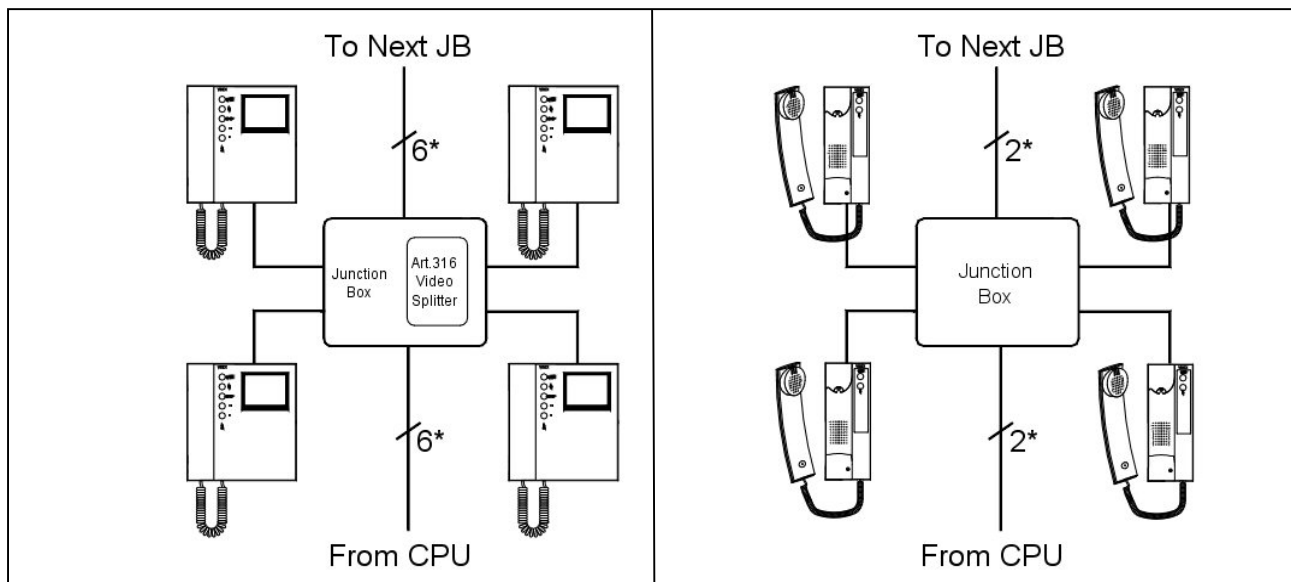 To Next JB
6*
Junction
Box
Art.316
Video
Splitter
6*
From CPU
To Next JB
2*
Junction
Box
2*
From CPU